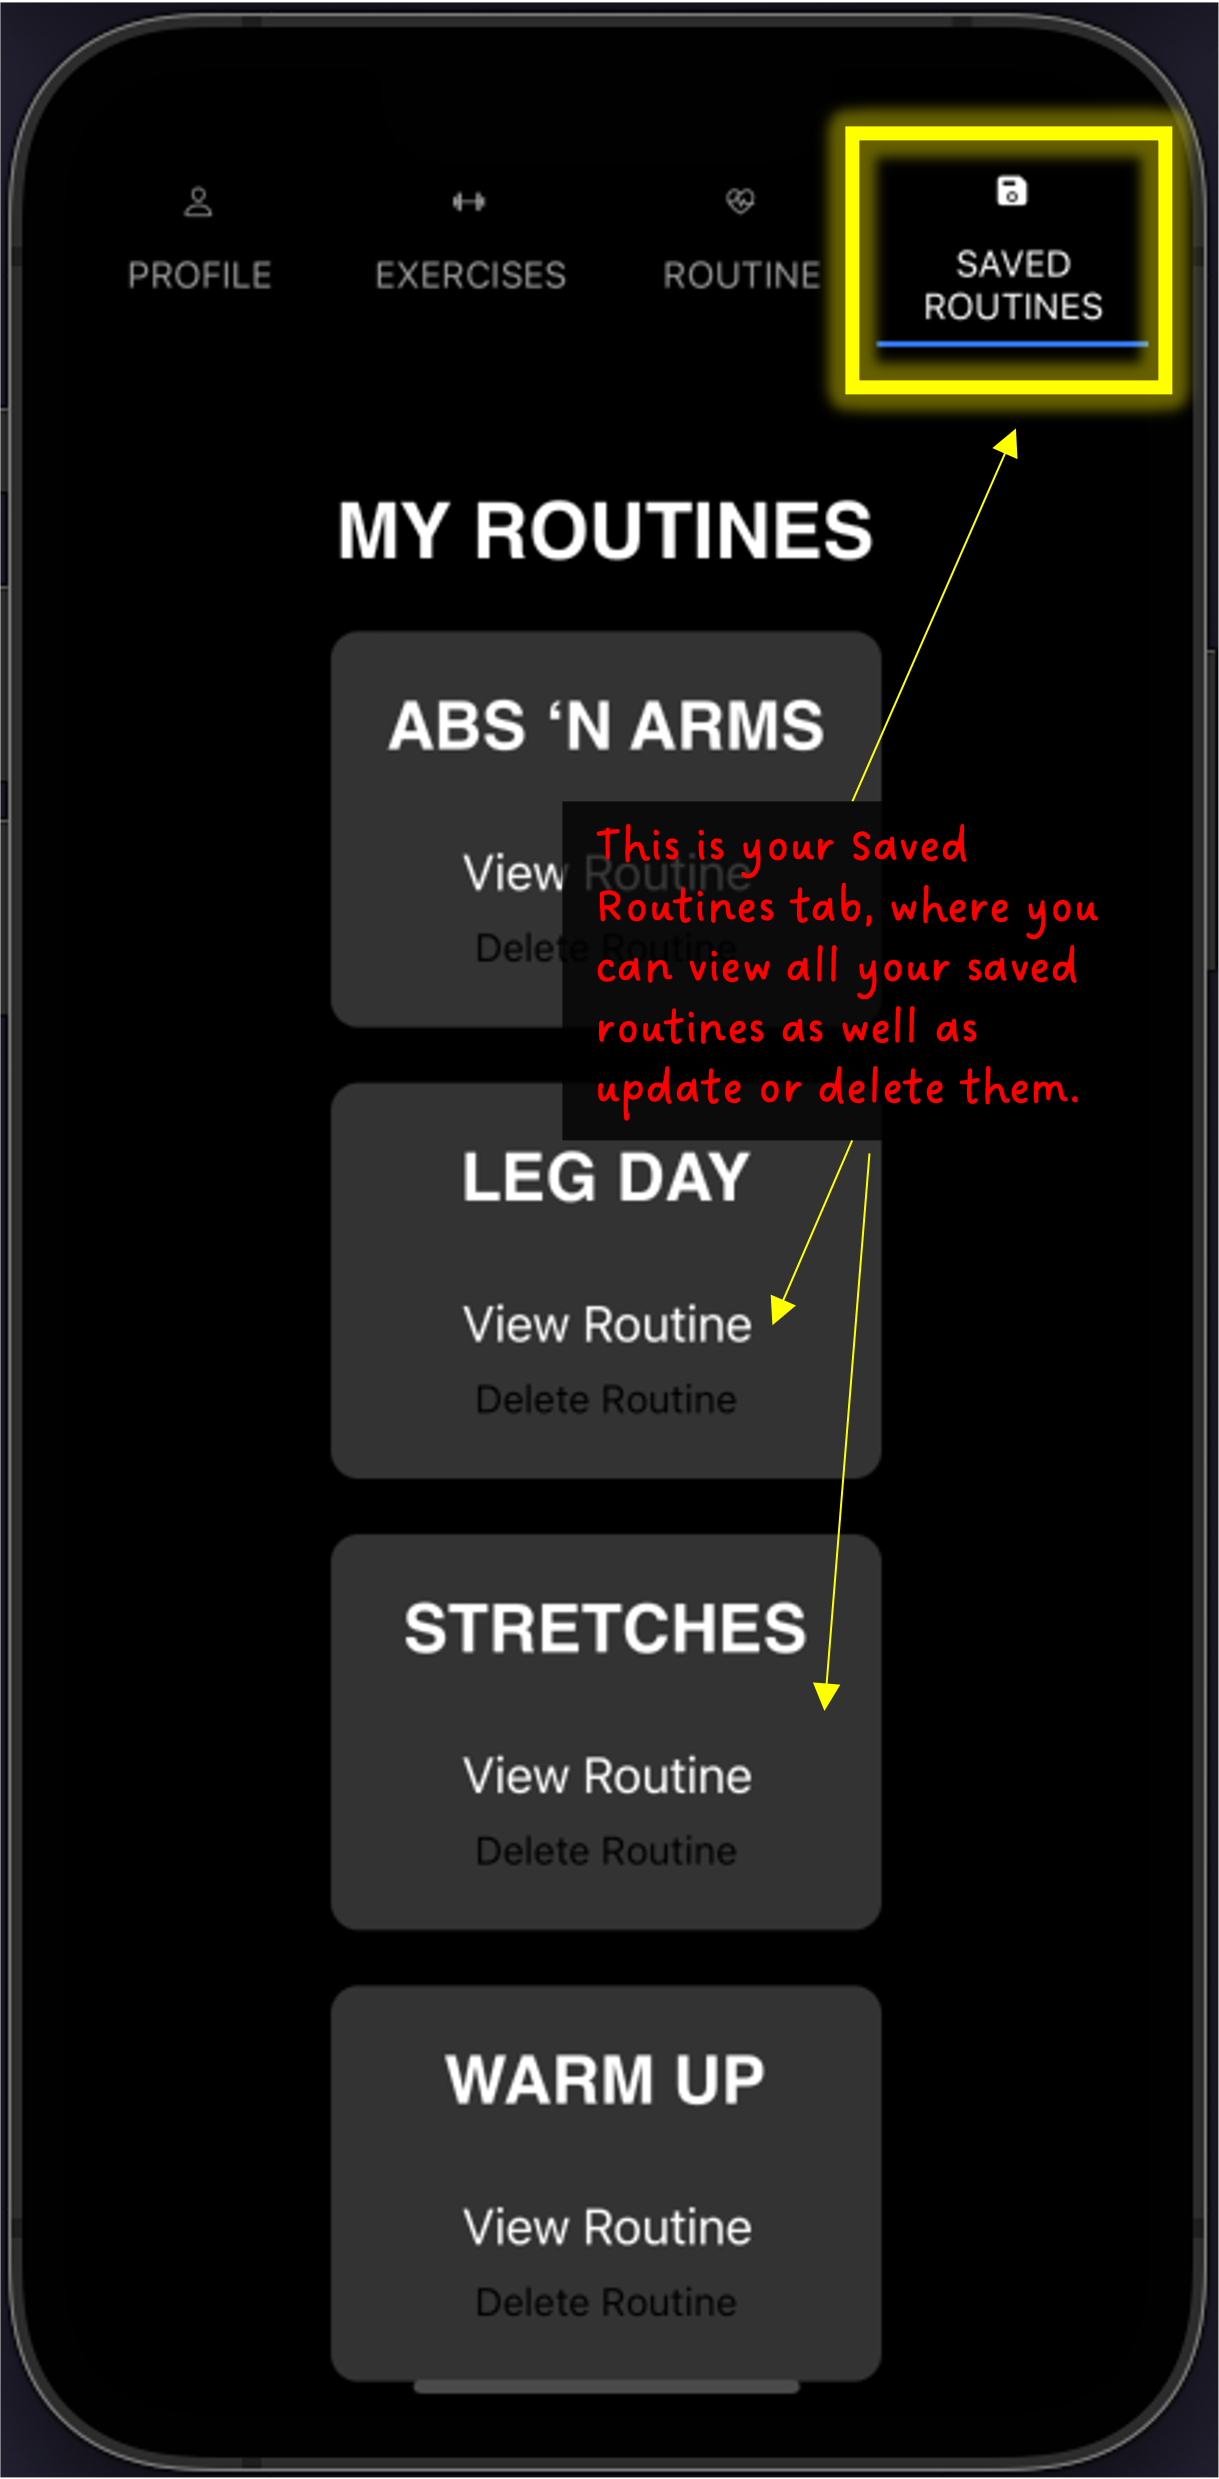 PROFILE
EXERCISES
ROUTINE
SAVED
ROUTINES
MY ROUTINES
ABS ‘N ARMS
View Routine
Delete Routine
This is your Saved
Routines tab, where you
can view all your saved
routines as well as
update or delete them.
LEG DAY
View Routine
Delete Routine
STRETCHES
View Routine
Delete Routine
WARM UP
View Routine
Delete Routine